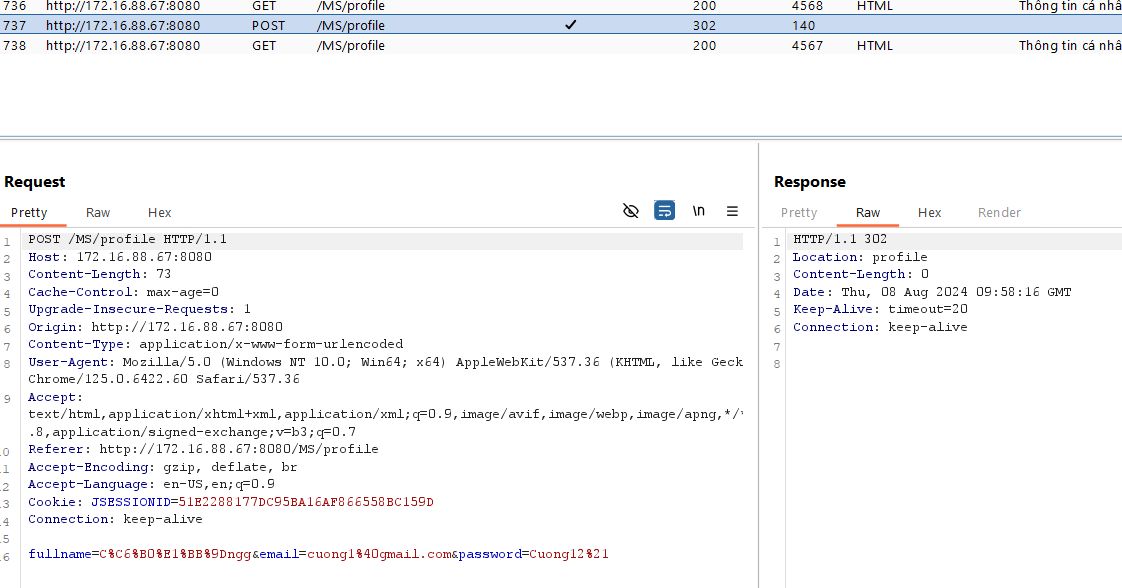 736 http://172.16.88.67:8080 GET /MS/profile 200 4568 HTML Thông tin cá nhâ
737 http://172.16.88.67:8080 POST /MS/profile ✓ 302 140
738 http://172.16.88.67:8080 GET /MS/profile 200 4567 HTML Thông tin cá nhâ
Request
Pretty Raw Hex \n
1 POST /MS/profile HTTP/1.1
2 Host: 172.16.88.67:8080
3 Content-Length: 73
4 Cache-Control: max-age=0
5 Upgrade-Insecure-Requests: 1
6 Origin: http://172.16.88.67:8080
7 Content-Type: application/x-www-form-urlencoded
8 User-Agent: Mozilla/5.0 (Windows NT 10.0; Win64; x64) AppleWebKit/537.36 (KHTML, like Geck
Chrome/125.0.6422.60 Safari/537.36
9 Accept:
text/html,application/xhtml+xml,application/xml;q=0.9,image/avif,image/webp,image/apng,*/*
.8,application/signed-exchange;v=b3;q=0.7
0 Referer: http://172.16.88.67:8080/MS/profile
1 Accept-Encoding: gzip, deflate, br
2 Accept-Language: en-US,en;q=0.9
3 Cookie: JSESSIONID=51E2288177DC95BA16AF866558BC159D
4 Connection: keep-alive
5
6 fullname=C%C6%B0%E1%BB%9Dngg&email=cuong1%40gmail.com&password=Cuong12%21
Response
Pretty Raw Hex Render
1 HTTP/1.1 302
2 Location: profile
3 Content-Length: 0
4 Date: Thu, 08 Aug 2024 09:58:16 GMT
5 Keep-Alive: timeout=20
6 Connection: keep-alive
7
8